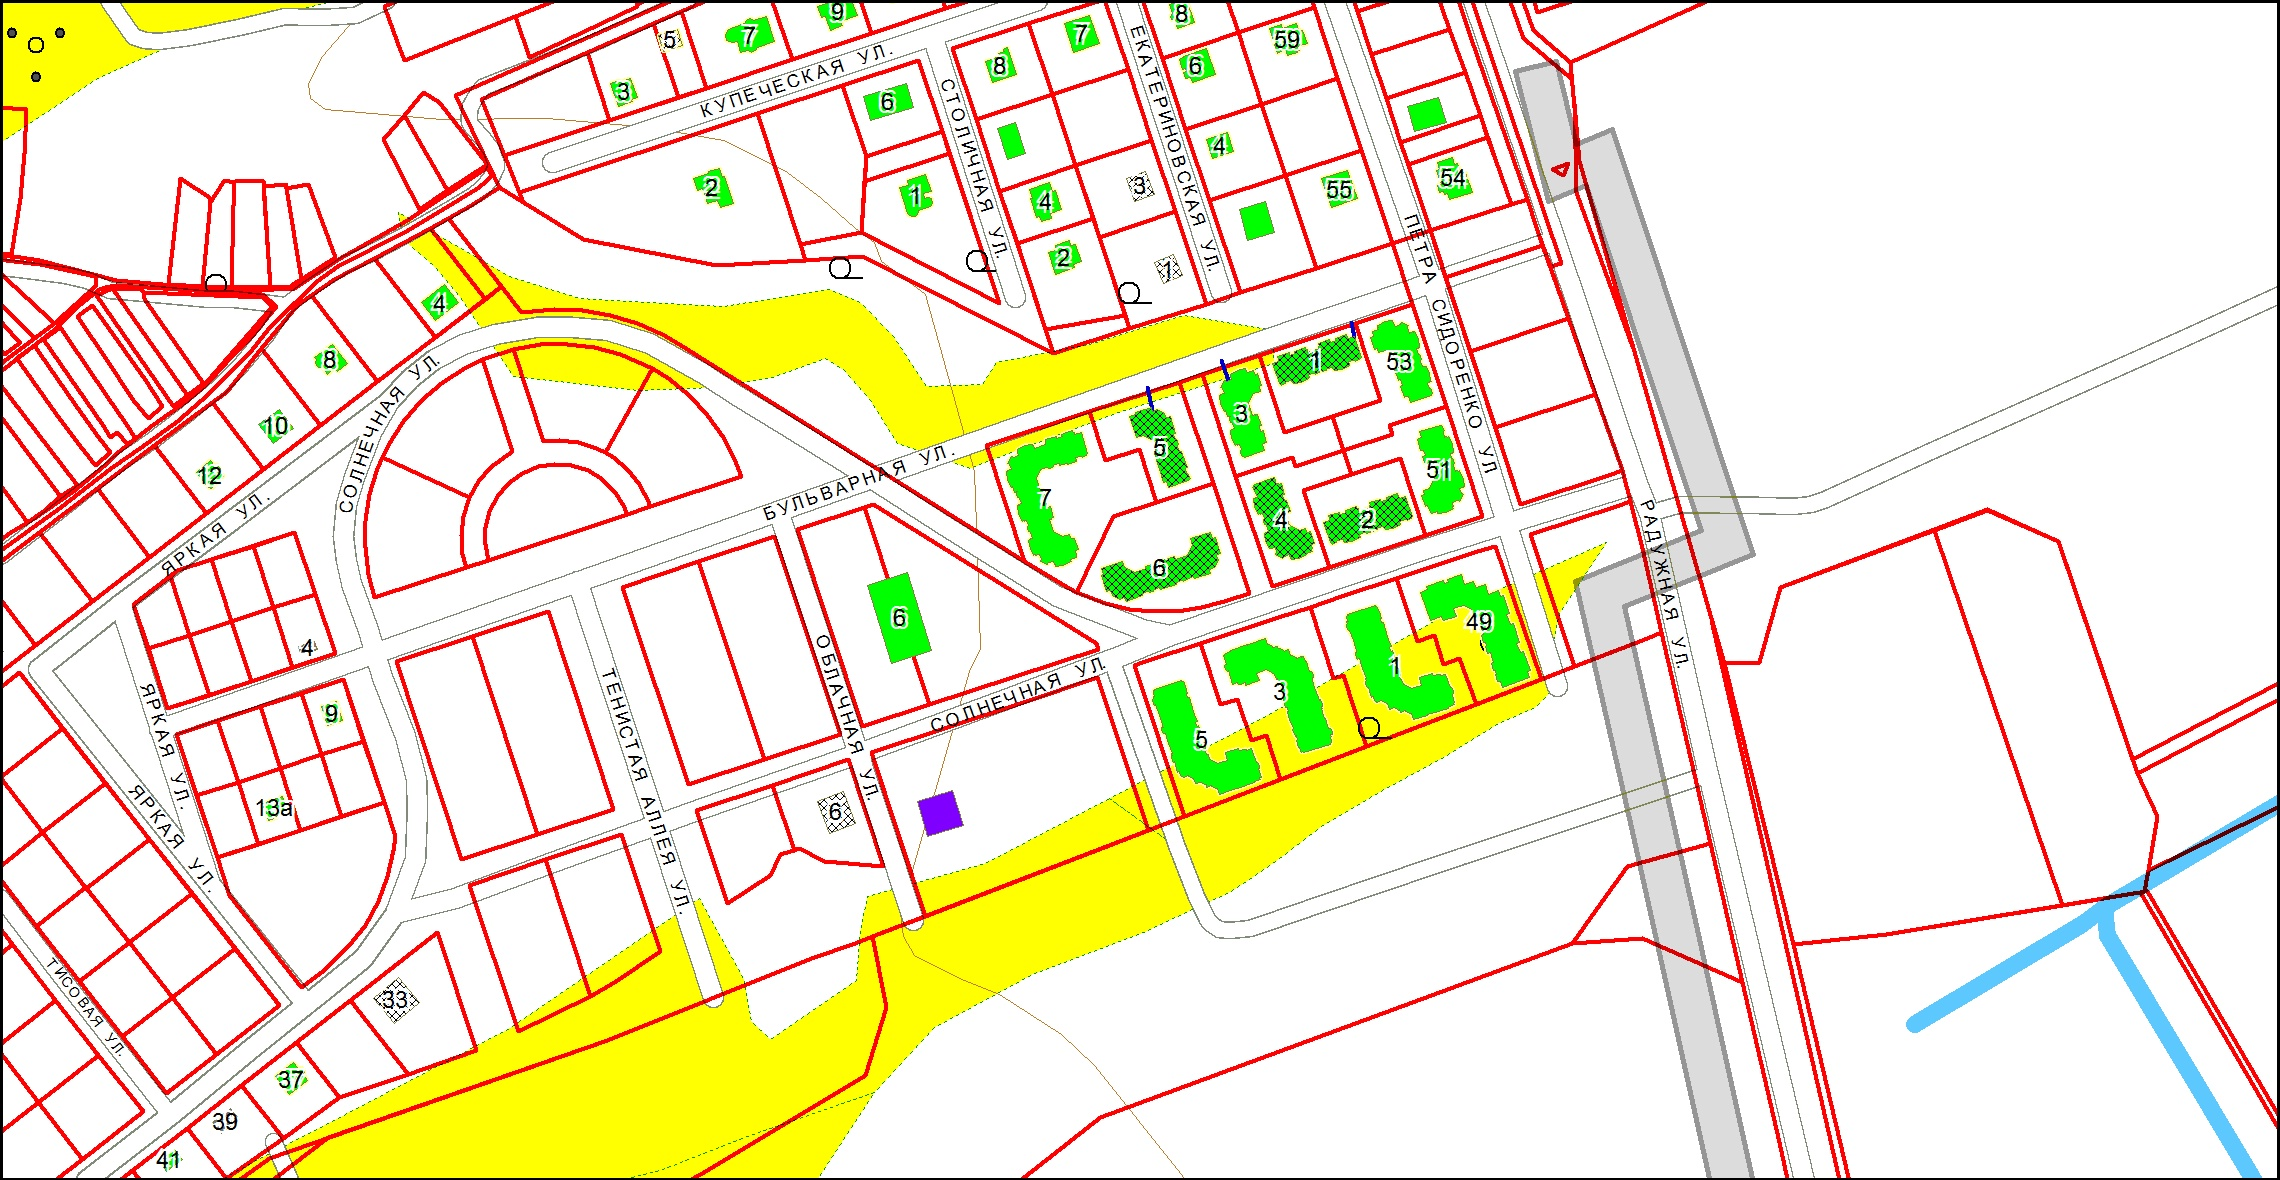 5
7
9
8
7
8
59
6
3
КУПЕЧЕСКАЯ УЛ.
6
СТОЛИЧНАЯ УЛ.
ЕКАТЕРИНОВСКАЯ УЛ.
4
2
1
4
3
55
54
2
1
ПЕТРА СИДОРЕНКО УЛ
4
8
10
12
СОЛНЕЧНАЯ УЛ.
ЯРКАЯ УЛ.
БУЛЬВАРНАЯ УЛ.
1
53
3
5
7
51
4
2
6
РАДУЖНАЯ УЛ.
6
49
1
3
5
4
ОБЛАЧНАЯ УЛ.
СОЛНЕЧНАЯ УЛ.
ТЕНИСТАЯ АЛЛЕЯ УЛ.
ЯРКАЯ УЛ.
9
13а
6
ЯРКАЯ УЛ.
ТИСОВАЯ УЛ.
33
37
39
41